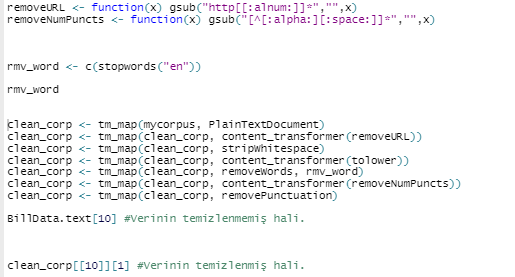 removeURL <- function(x) gsub("http[[:alnum:]]*","",x)
removeNumPuncts <- function(x) gsub("[^[:alpha:][:space:]]*","",x)
rmv_word <- c(stopwords("en"))
rmv_word
clean_corp <- tm_map(mycorpus, PlainTextDocument)
clean_corp <- tm_map(clean_corp, content_transformer(removeURL))
clean_corp <- tm_map(clean_corp, stripWhitespace)
clean_corp <- tm_map(clean_corp, content_transformer(tolower))
clean_corp <- tm_map(clean_corp, removeWords, rmv_word)
clean_corp <- tm_map(clean_corp, content_transformer(removeNumPuncts))
clean_corp <- tm_map(clean_corp, removePunctuation)
BillData.text[10] #Verinin temizlenmemiş hali.
clean_corp[[10]][1] #Verinin temizlenmiş hali.